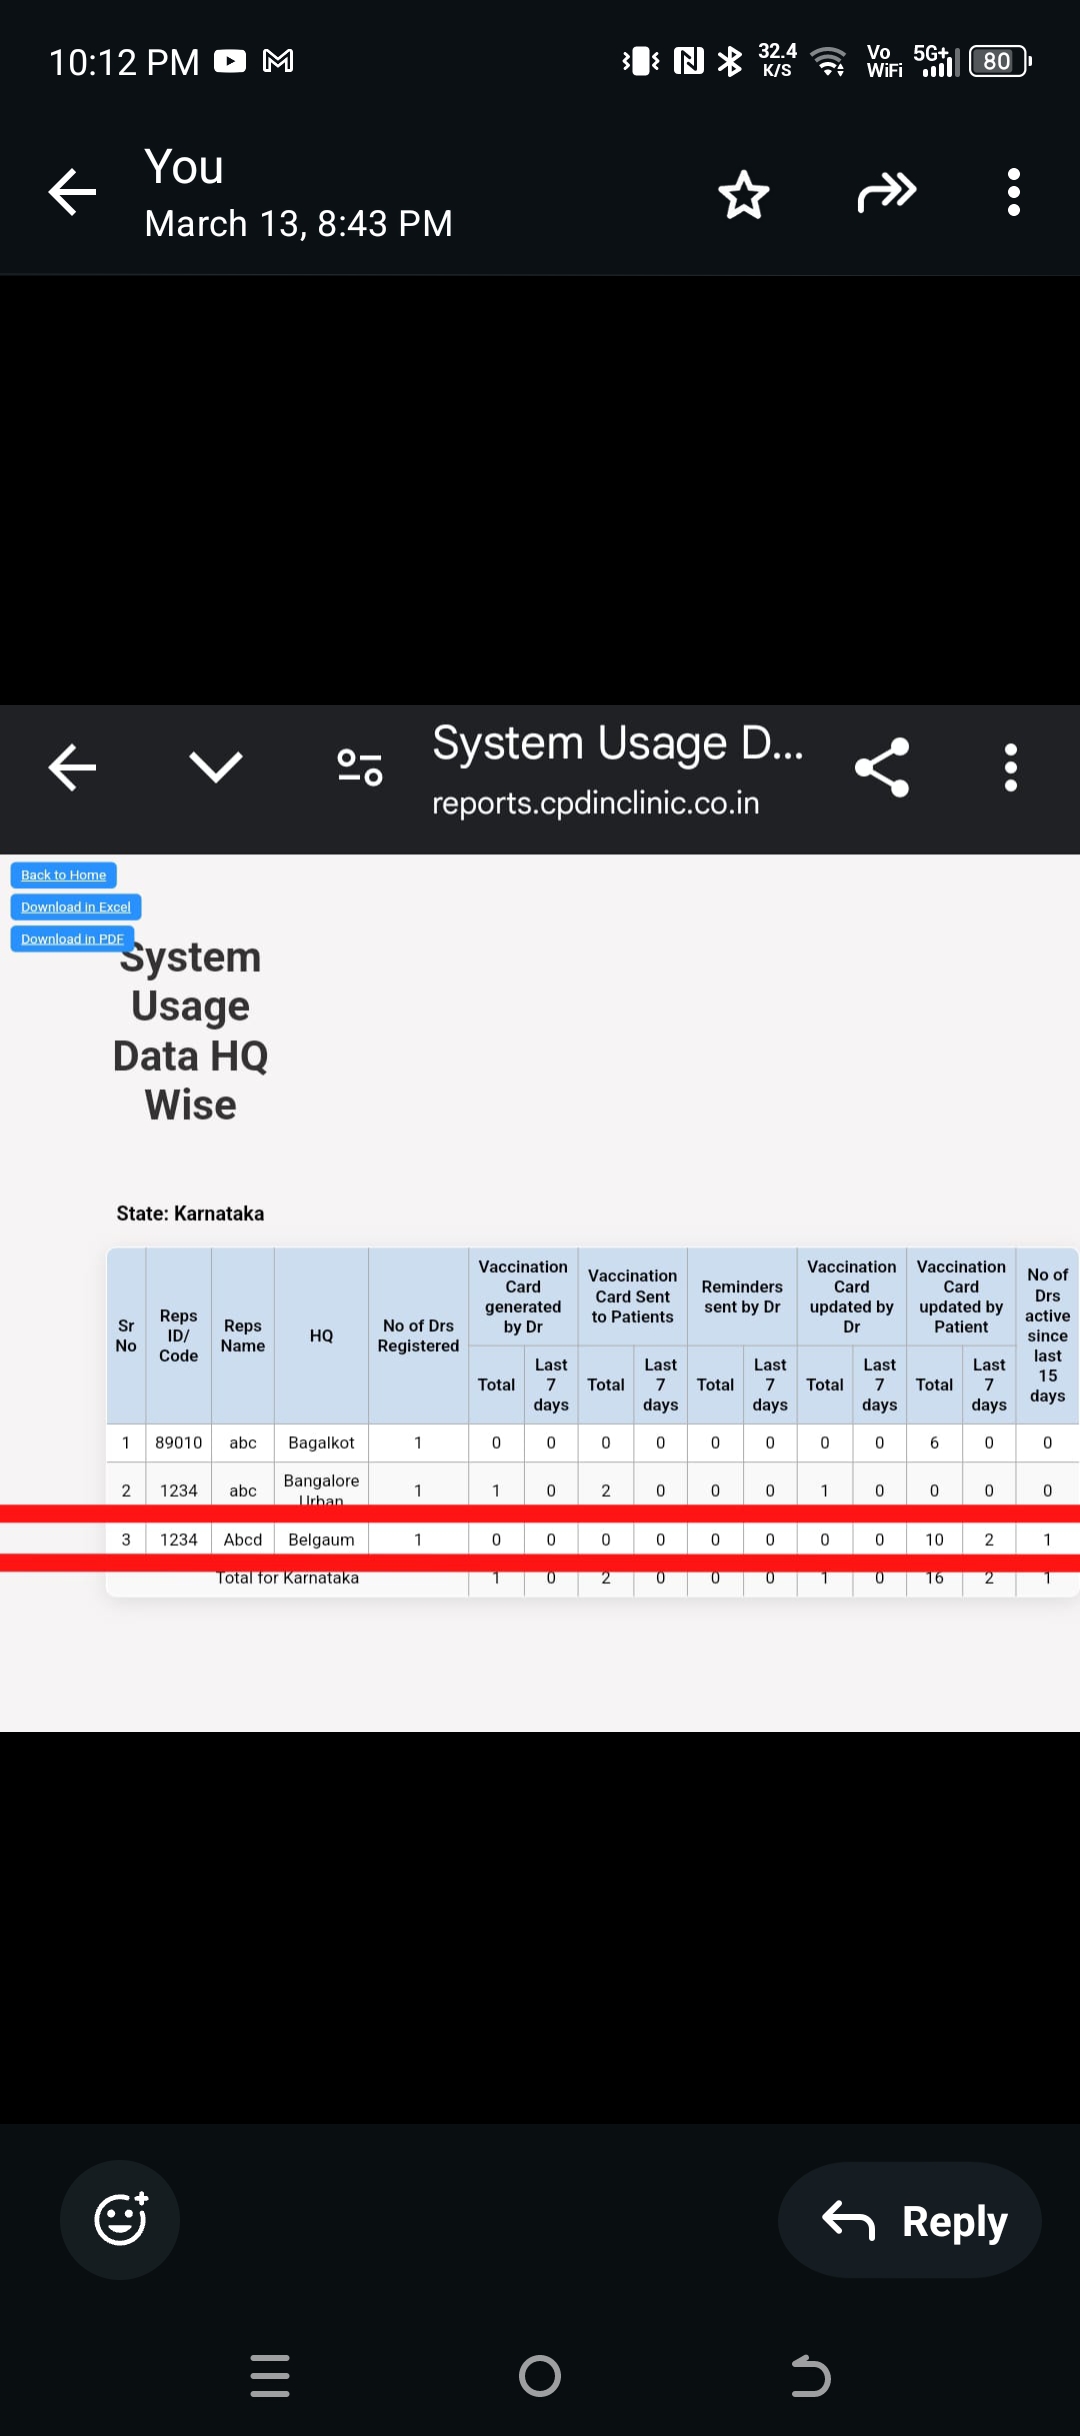 10:12 PM
32.4 K/S
Vo WiFi
5G+
80
You
March 13, 8:43 PM
System Usage D...
reports.cpdinclinic.co.in
Back to Home
Download in Excel
Download in PDF
System
Usage
Data HQ
Wise
State: Karnataka
Sr No | Reps ID/ Code | Reps Name | HQ | No of Drs Registered | Vaccination Card generated by Dr | Vaccination Card Sent to Patients | Reminders sent by Dr | Vaccination Card updated by Dr | Vaccination Card updated by Patient | No of Drs active since last 15 days
Total | Last 7 days | Total | Last 7 days | Total | Last 7 days | Total | Last 7 days | Total | Last 7 days
1 | 89010 | abc | Bagalkot | 1 | 0 | 0 | 0 | 0 | 0 | 0 | 0 | 0 | 6 | 0 | 0
2 | 1234 | abc | Bangalore Urban | 1 | 1 | 0 | 2 | 0 | 0 | 0 | 1 | 0 | 0 | 0 | 0
3 | 1234 | Abcd | Belgaum | 1 | 0 | 0 | 0 | 0 | 0 | 0 | 0 | 0 | 10 | 2 | 1
Total for Karnataka | 1 | 0 | 2 | 0 | 0 | 0 | 1 | 0 | 16 | 2 | 1
Reply